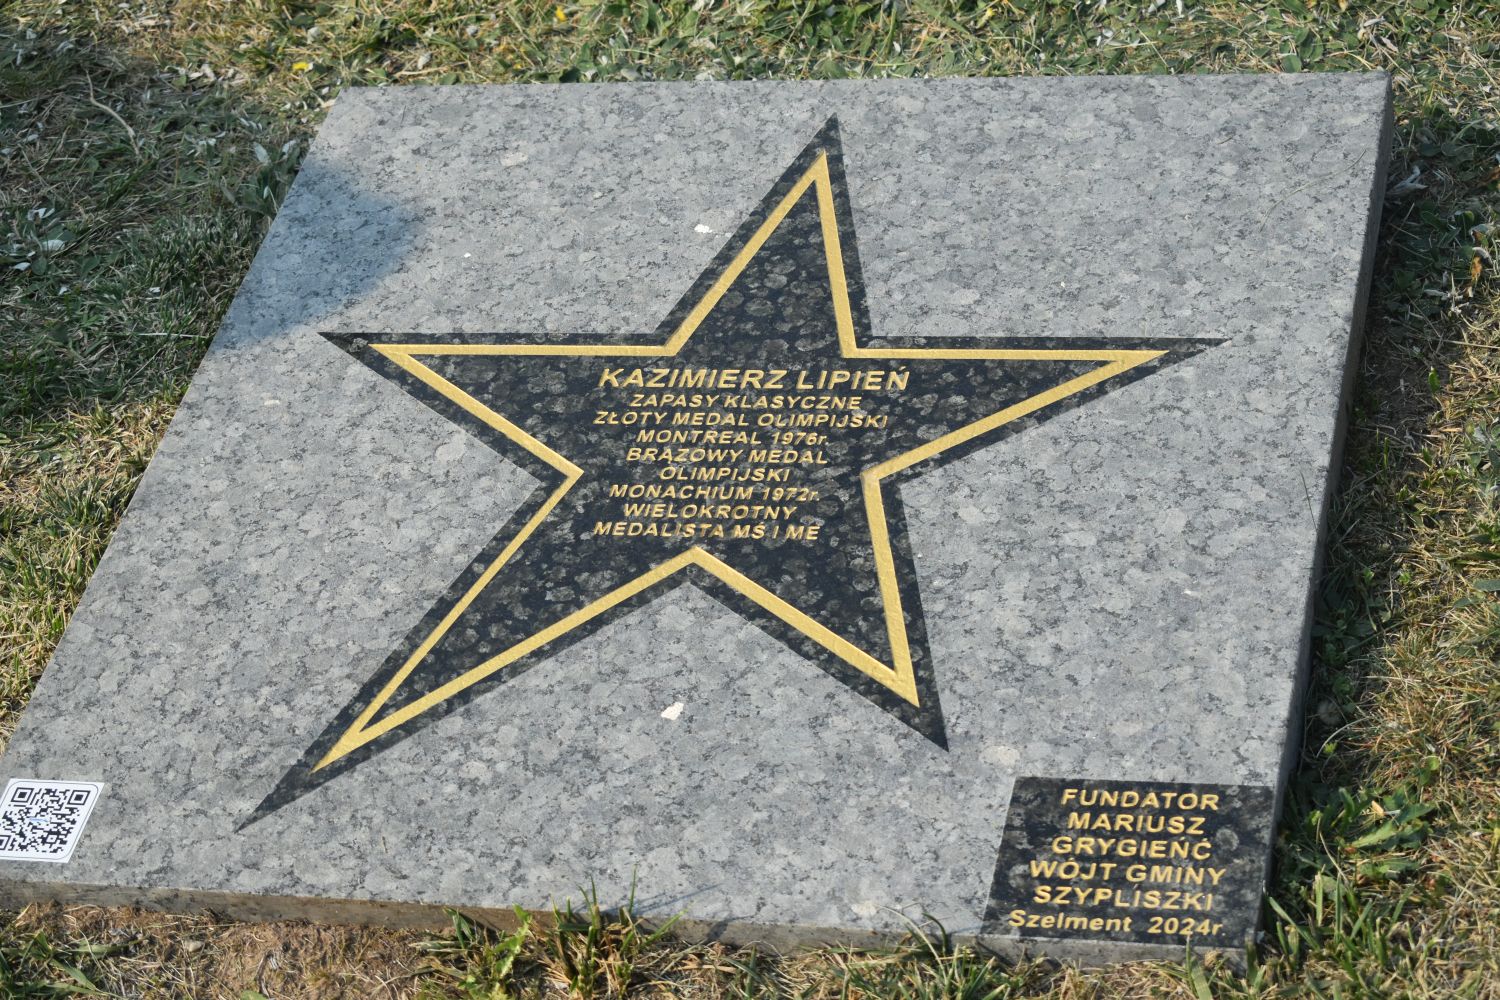 KAZIMIERZ LIPIEŃ
ZAPASY KLASYCZNE
ZŁOTY MEDAL OLIMPIJSKI
MONTREAL 1976r.
BRĄZOWY MEDAL
OLIMPIJSKI
MONACHIUM 1972r.
WIELOKROTNY
MEDALISTA MŚ I ME
FUNDATOR
MARIUSZ
GRYGIEŃĆ
WÓJT GMINY
SZYPLISZKI
Szelment 2024r.